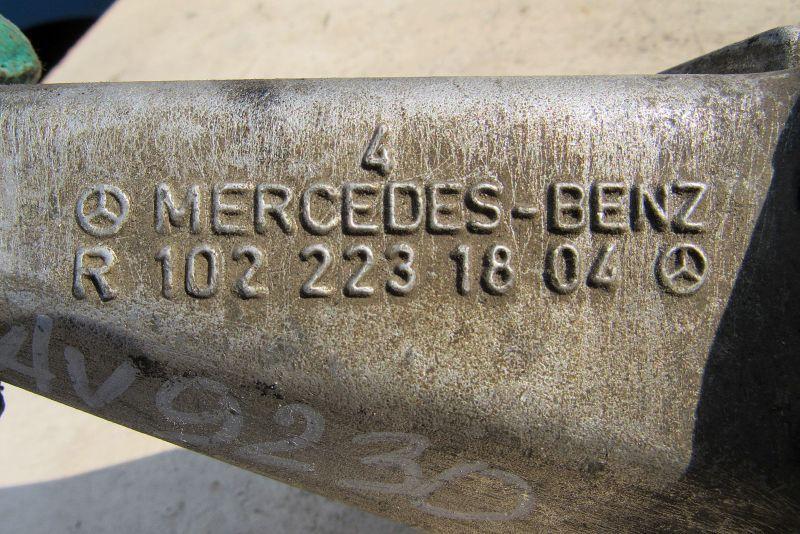 4
MERCEDES-BENZ
R 102 223 18 04
4V9230